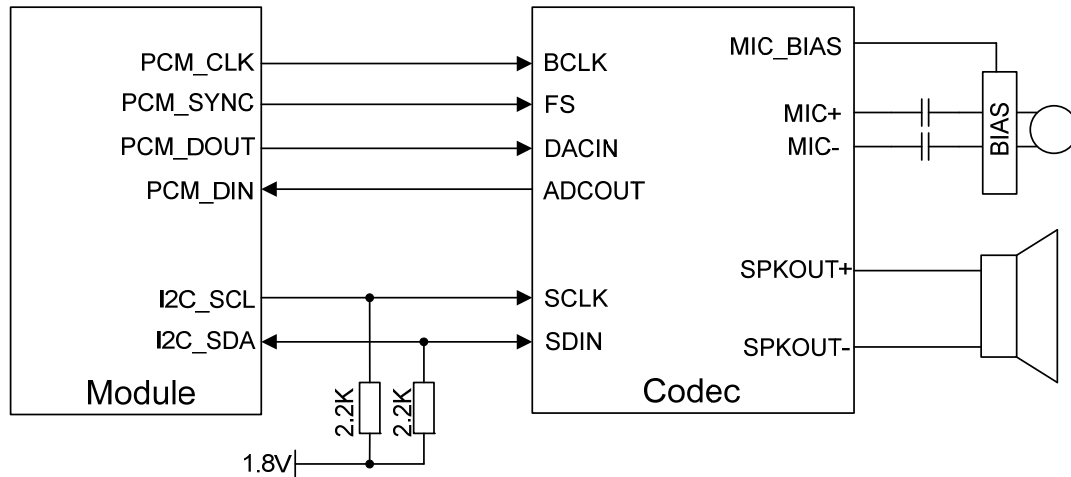 PCM_CLK
PCM_SYNC
PCM_DOUT
PCM_DIN
I2C_SCL
I2C_SDA
Module
BCLK
FS
DACIN
ADCOUT
SCLK
SDIN
Codec
MIC_BIAS
MIC+
MIC-
SPKOUT+
SPKOUT-
BIAS
2.2K
2.2K
1.8V